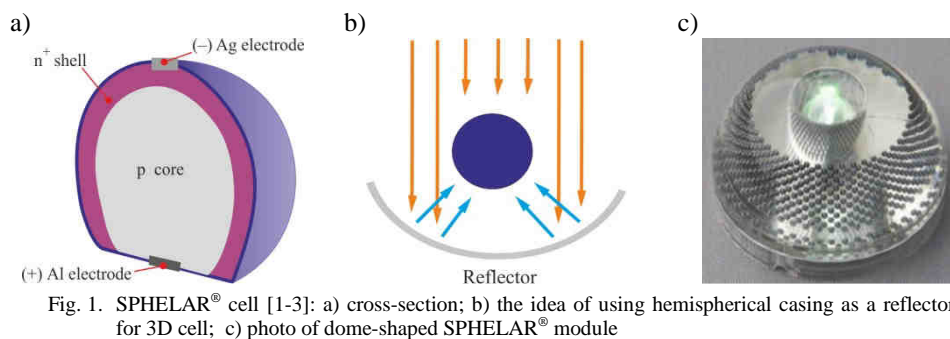 a)
b)
c)
(–) Ag electrode
n⁺ shell
p core
(+) Al electrode
Reflector
Fig. 1. SPHELAR® cell [1-3]: a) cross-section; b) the idea of using hemispherical casing as a reflector
for 3D cell; c) photo of dome-shaped SPHELAR® module